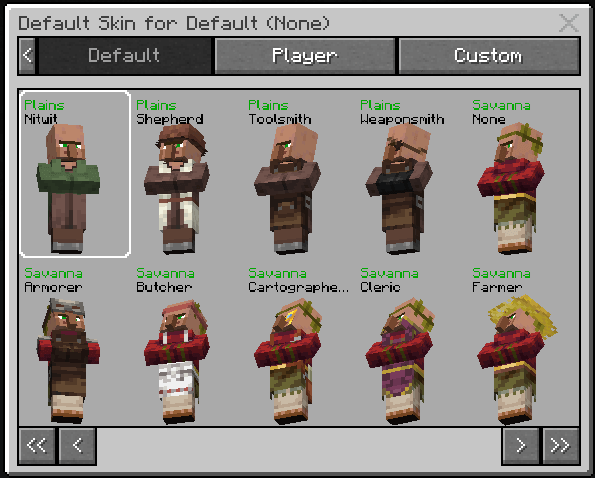 Default Skin for Default (None)
< Default Player Custom
Plains Plains Plains Plains Savanna
Nitwit Shepherd Toolsmith Weaponsmith None
Savanna Savanna Savanna Savanna Savanna
Armorer Butcher Cartographe... Cleric Farmer
<< < > >>